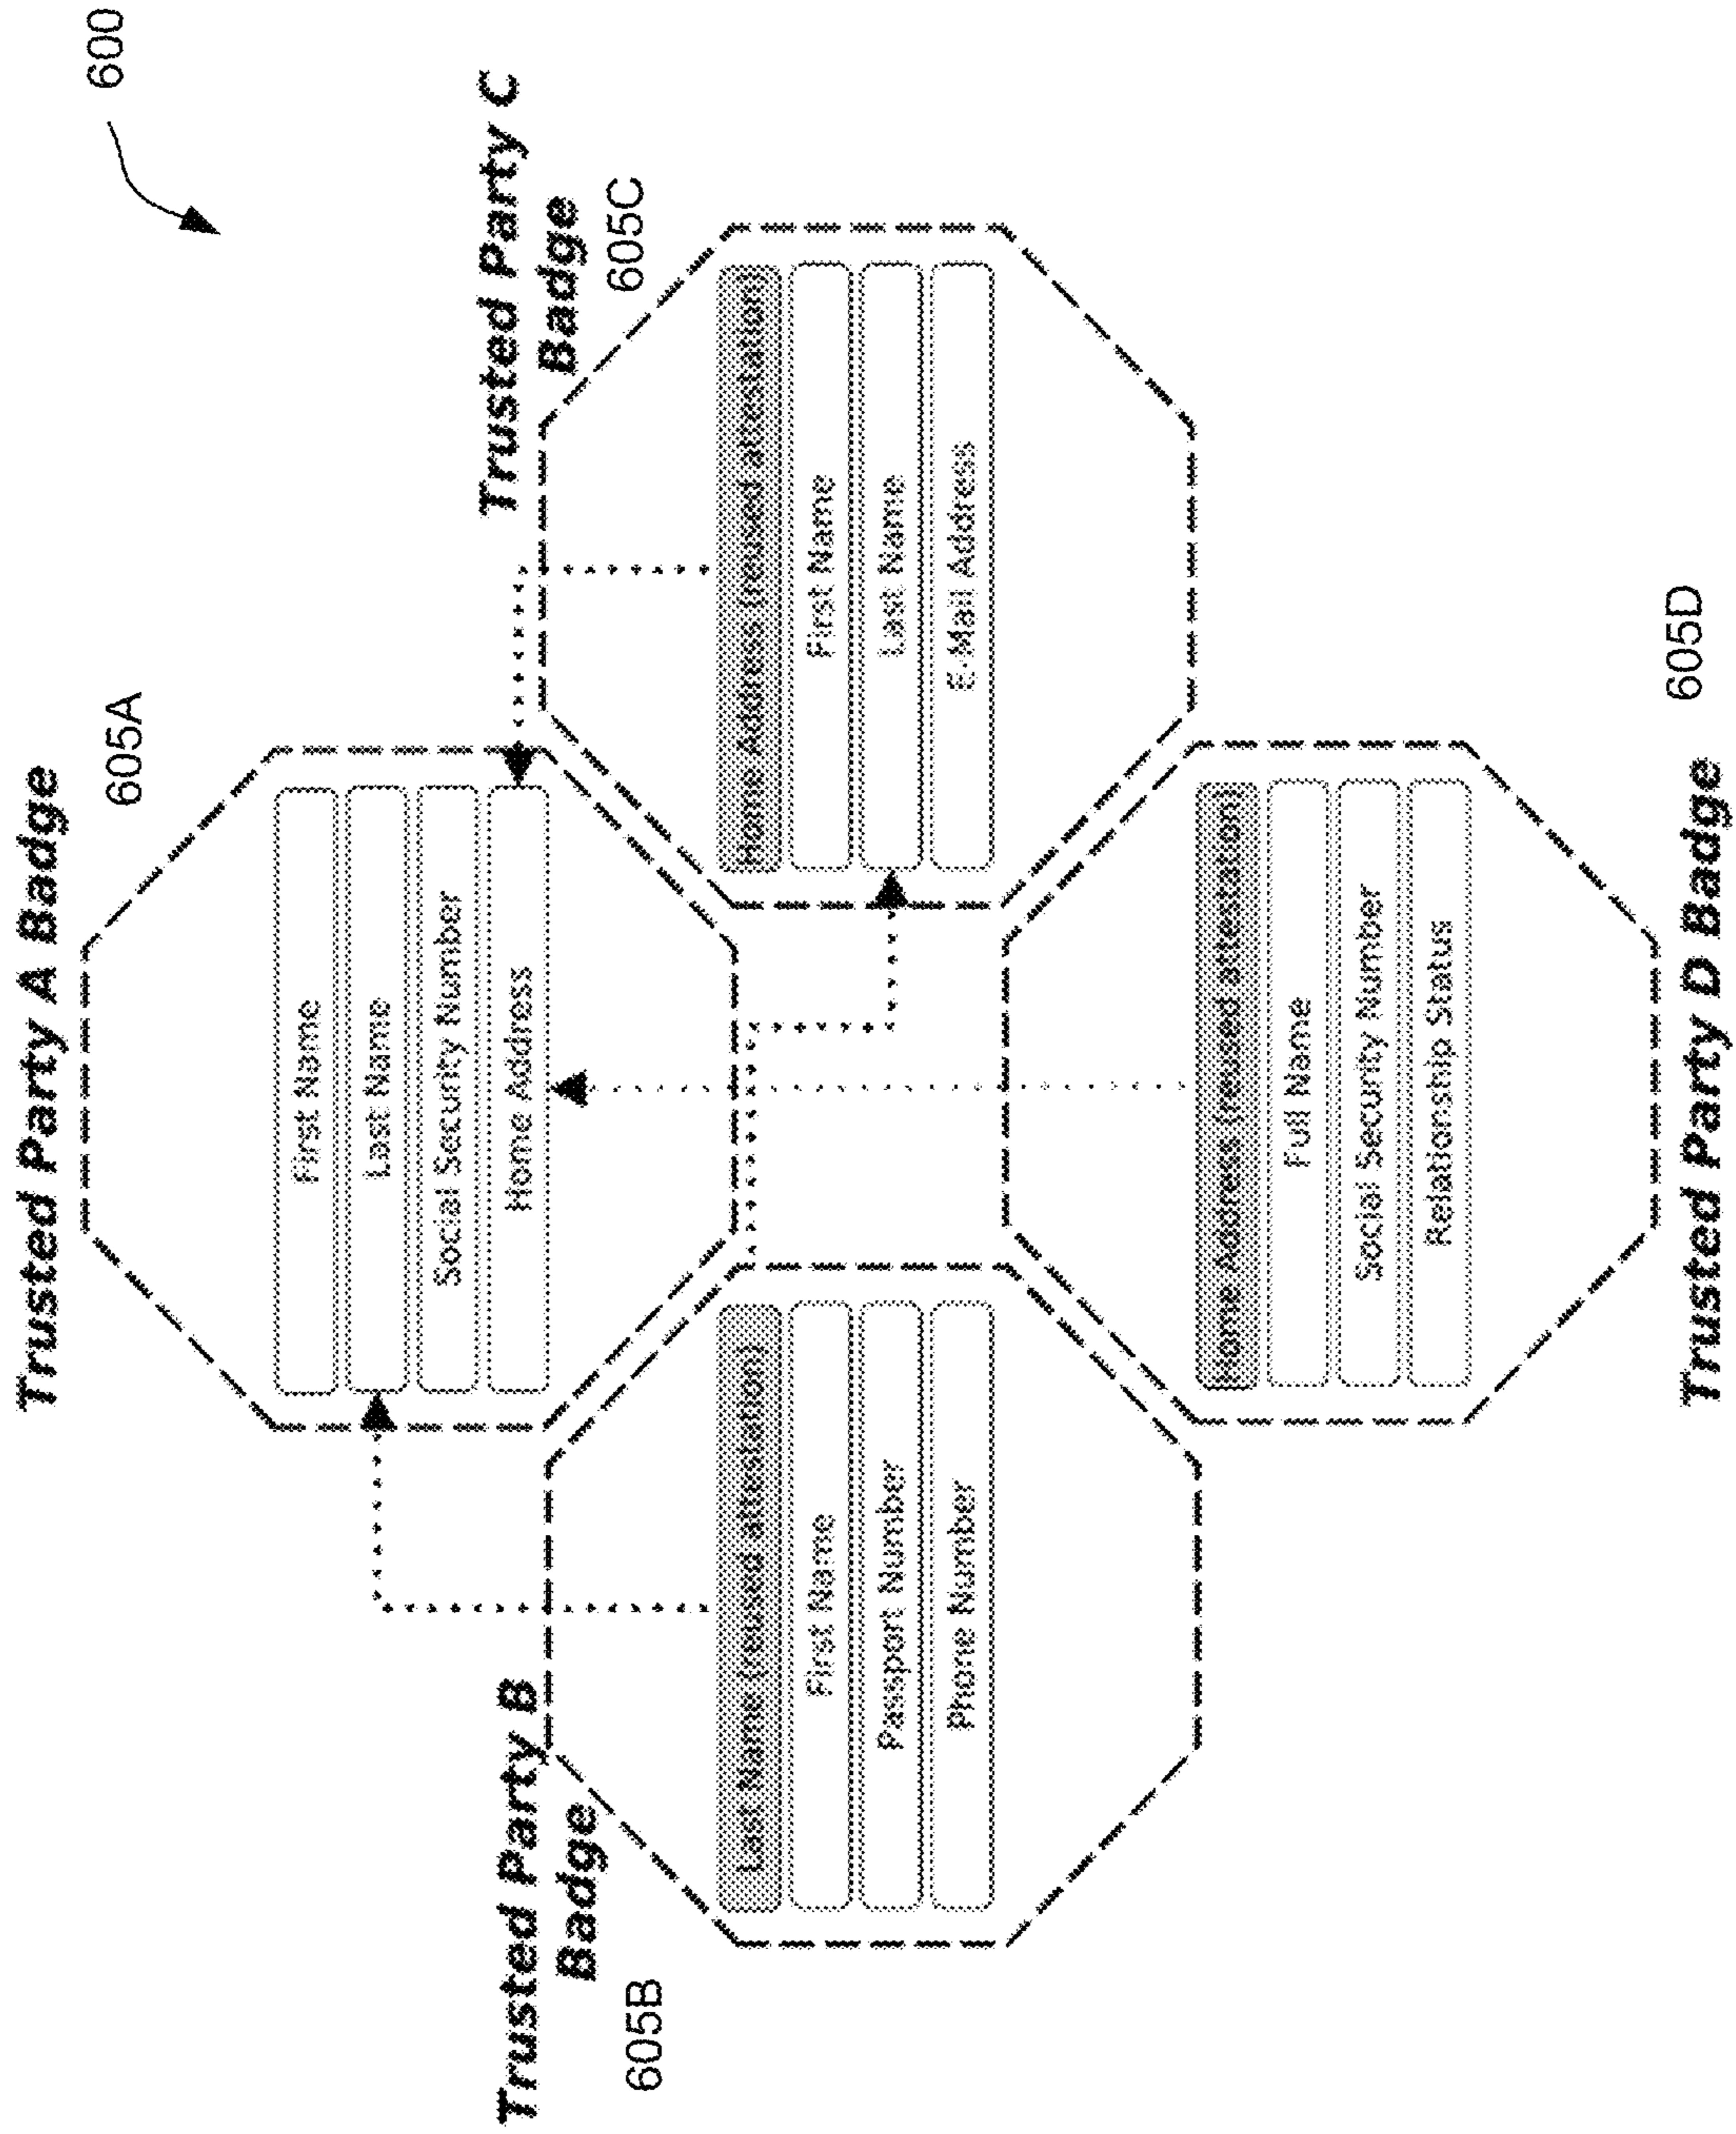 600
Trusted Party A Badge
605A
First Name
Last Name
Social Security Number
Home Address
Trusted Party B
Badge
605B
Last Name (reused attestation)
First Name
Passport Number
Phone Number
Trusted Party C
Badge
605C
Home Address (reused attestation)
First Name
Last Name
E-Mail Address
Home Address (reused attestation)
Full Name
Social Security Number
Relationship Status
605D
Trusted Party D Badge